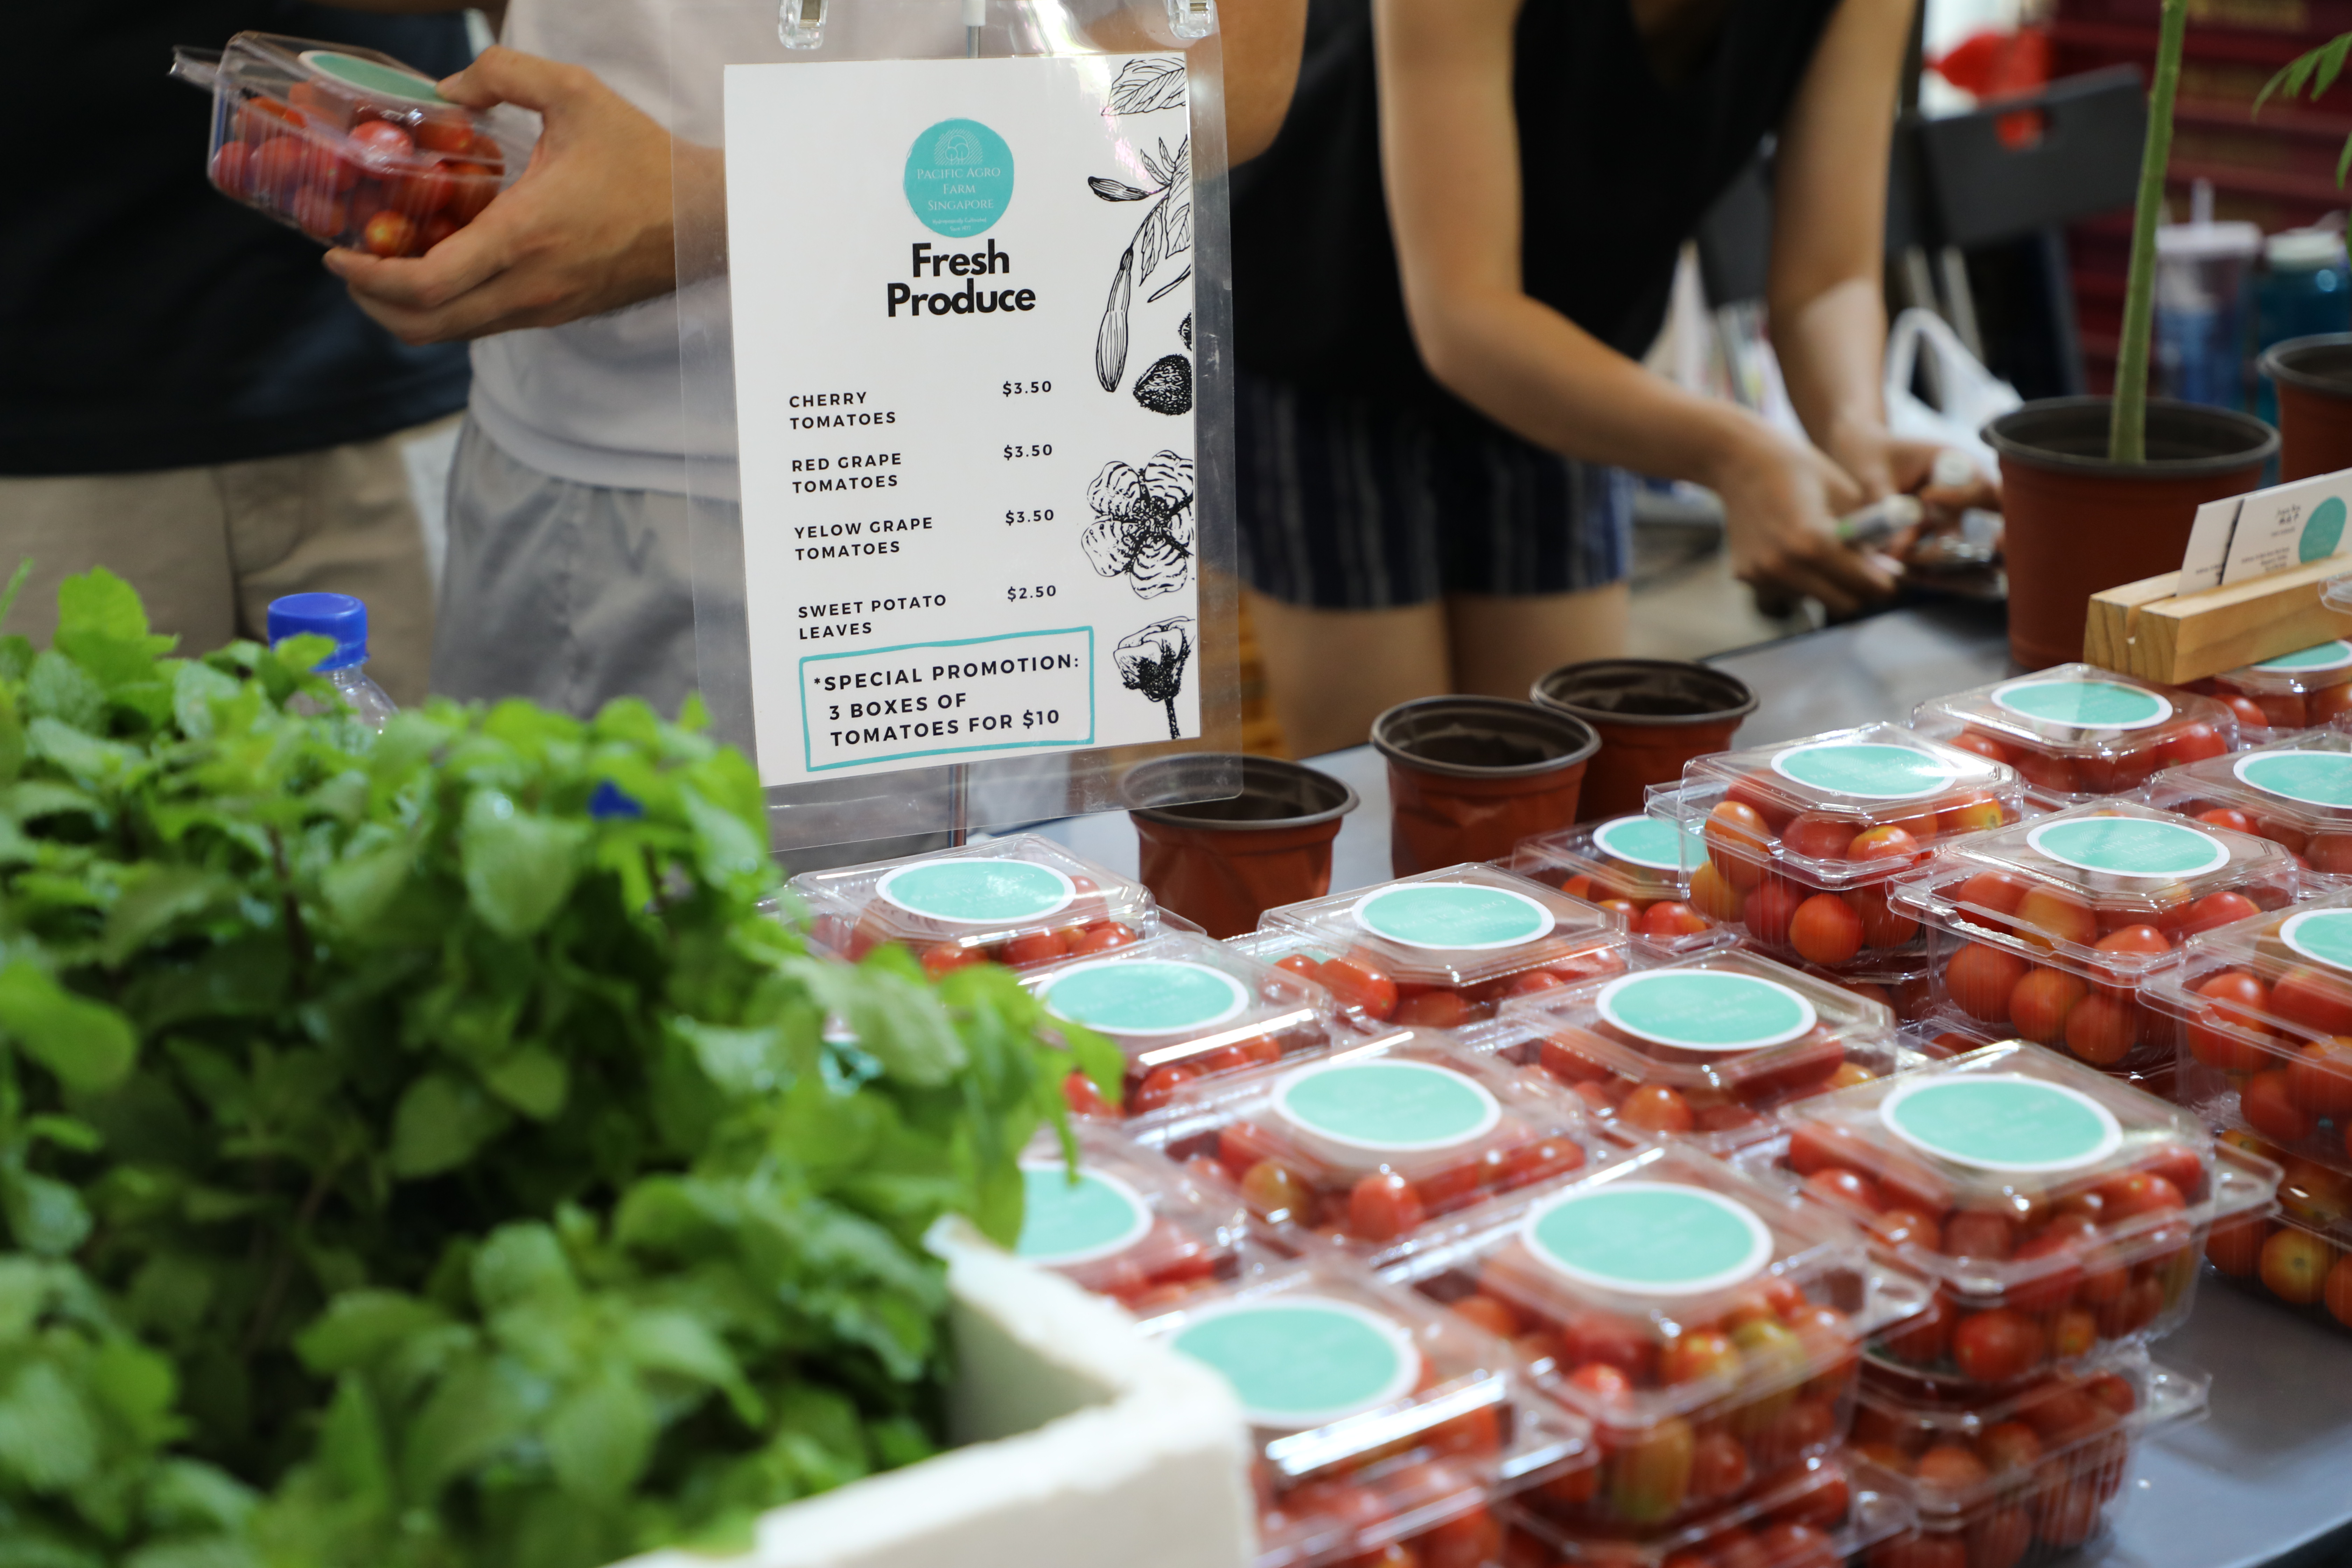 PACIFIC AGRO
FARM
SINGAPORE
Fresh
Produce
CHERRY
TOMATOES
$3.50
RED GRAPE
TOMATOES
$3.50
YELOW GRAPE
TOMATOES
$3.50
SWEET POTATO
LEAVES
$2.50
*SPECIAL PROMOTION:
3 BOXES OF
TOMATOES FOR $10